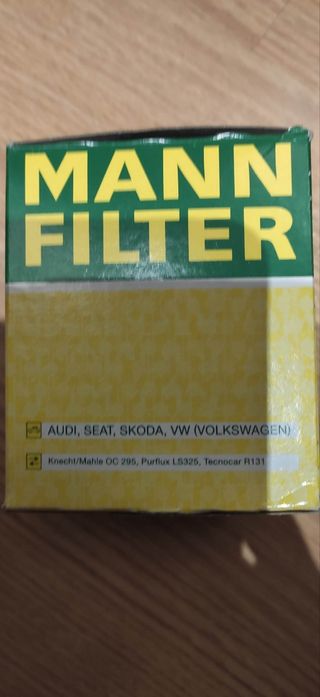 MANN
FILTER
AUDI, SEAT, SKODA, VW (VOLKSWAGEN)
Knecht/Mahle OC 295, Purflux LS325, Tecnocar R131